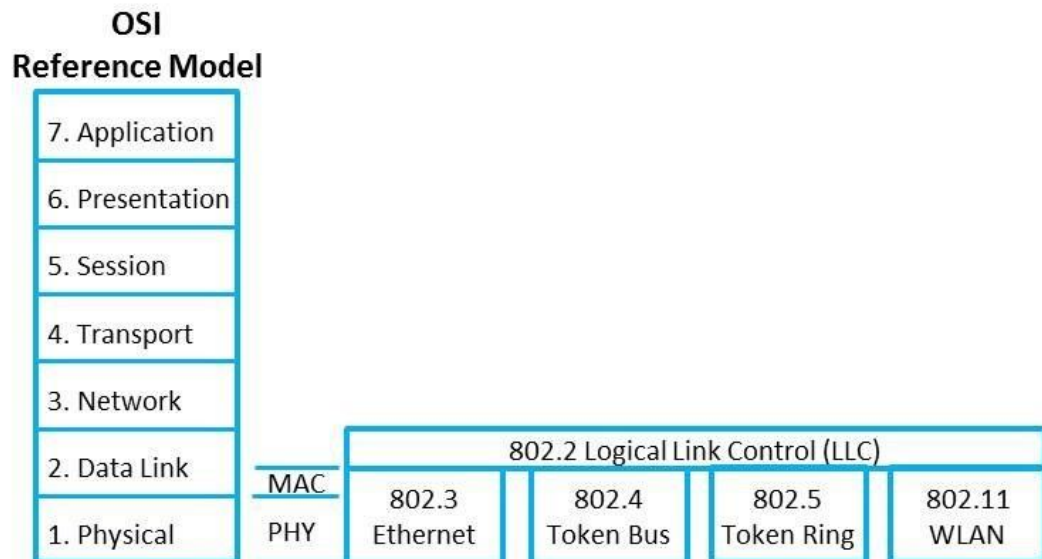 OSI
Reference Model
7. Application
6. Presentation
5. Session
4. Transport
3. Network
2. Data Link
1. Physical
MAC
PHY
802.2 Logical Link Control (LLC)
802.3
Ethernet
802.4
Token Bus
802.5
Token Ring
802.11
WLAN